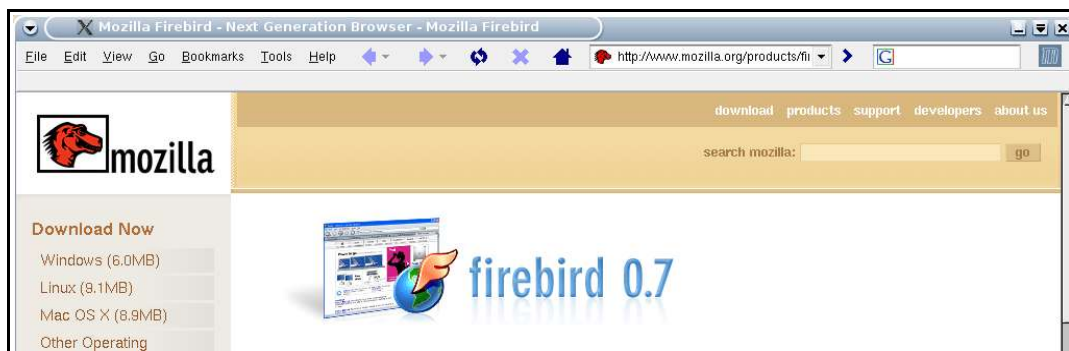 Mozilla Firebird - Next Generation Browser - Mozilla Firebird
File Edit View Go Bookmarks Tools Help http://www.mozilla.org/products/fir G
download products support developers about us
mozilla
search mozilla: go
Download Now
Windows (6.0MB)
Linux (9.1MB)
Mac OS X (8.9MB)
Other Operating
firebird 0.7